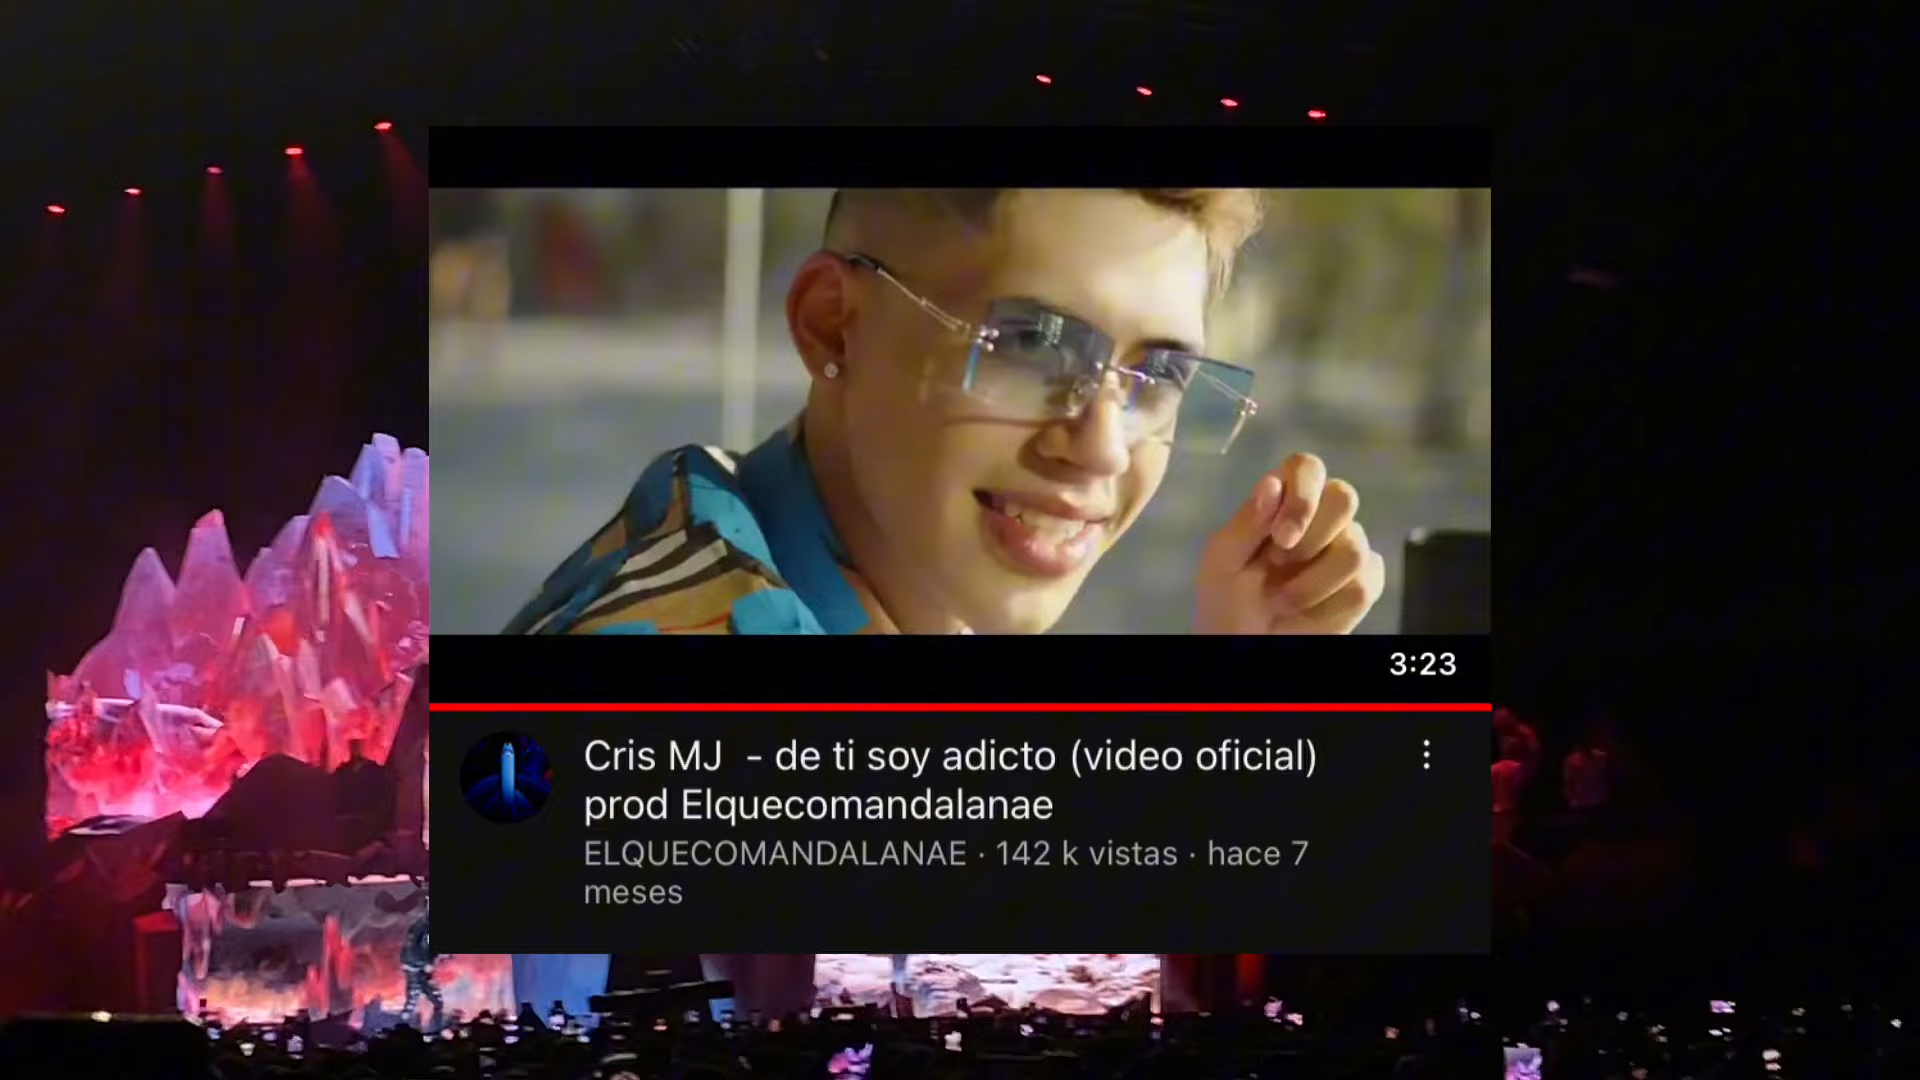 3:23
Cris MJ  - de ti soy adicto (video oficial)
prod Elquecomandalanae
ELQUECOMANDALANAE · 142 k vistas · hace 7
meses